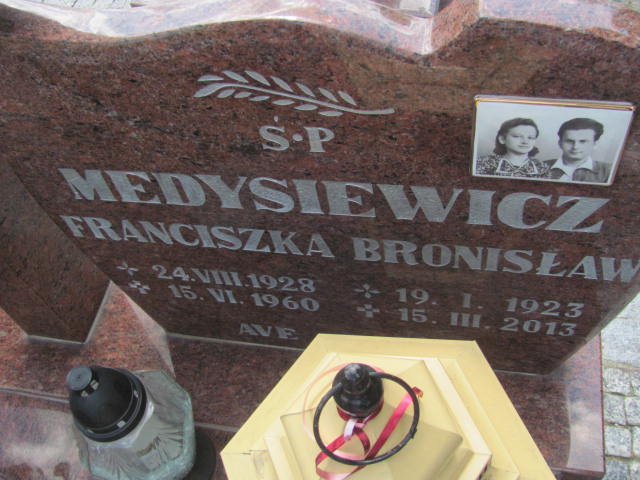 Ś.P
MEDYSIEWICZ
FRANCISZKA BRONISŁAW
24.VIII.1928 19. I. 1923
15. VI. 1960 15. III. 2013
AVE